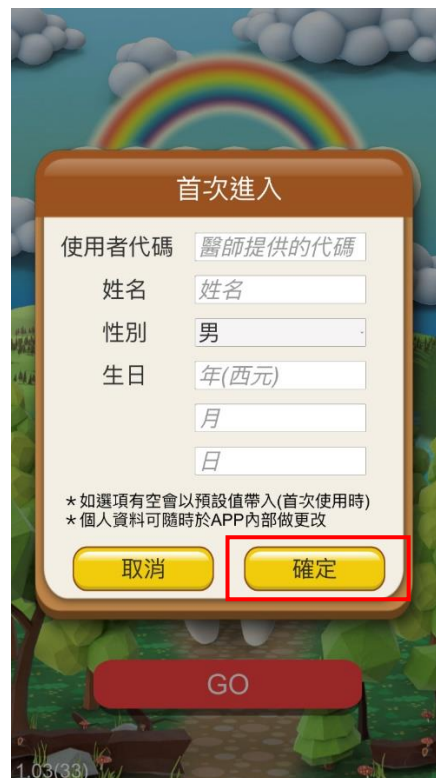 首次進入
使用者代碼 醫師提供的代碼
姓名 姓名
性別 男
生日 年(西元)
月
日
*如選項有空會以預設值帶入(首次使用時)
*個人資料可隨時於APP內部做更改
取消 確定
GO
1.03(33)